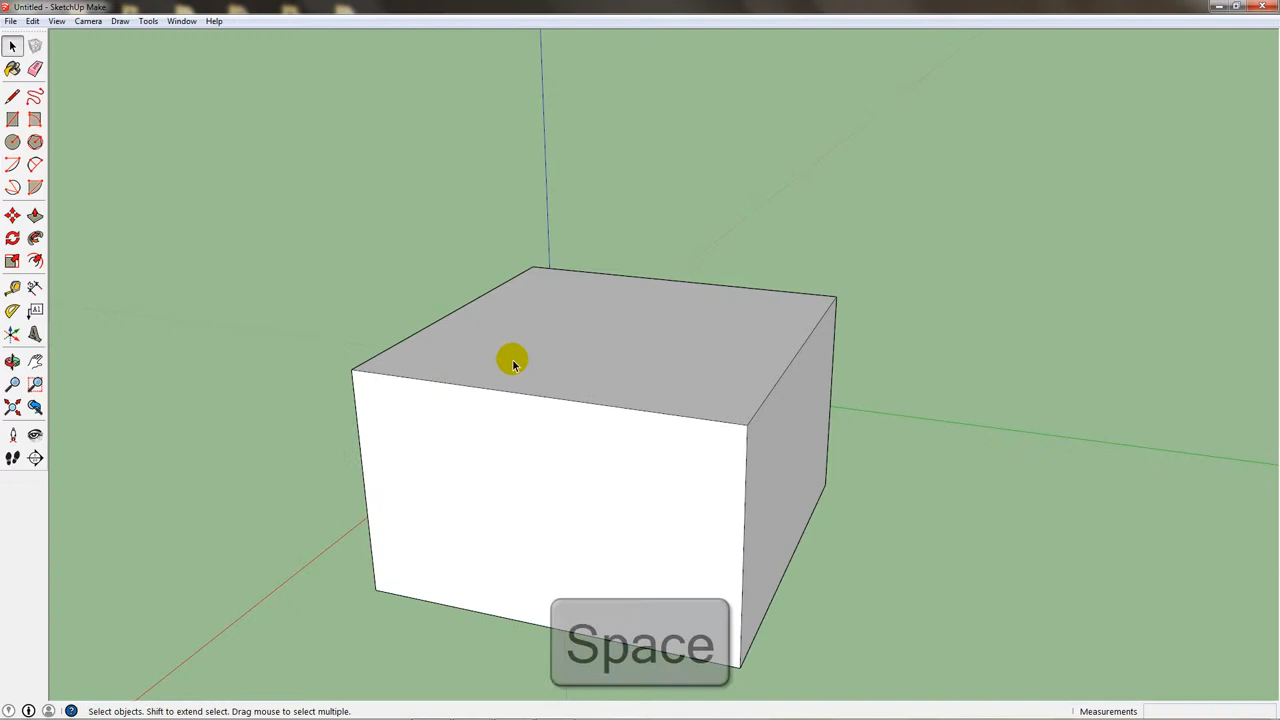 Untitled - SketchUp Make
File Edit View Camera Draw Tools Window Help
A1
Space
Select objects. Shift to extend select. Drag mouse to select multiple.
Measurements